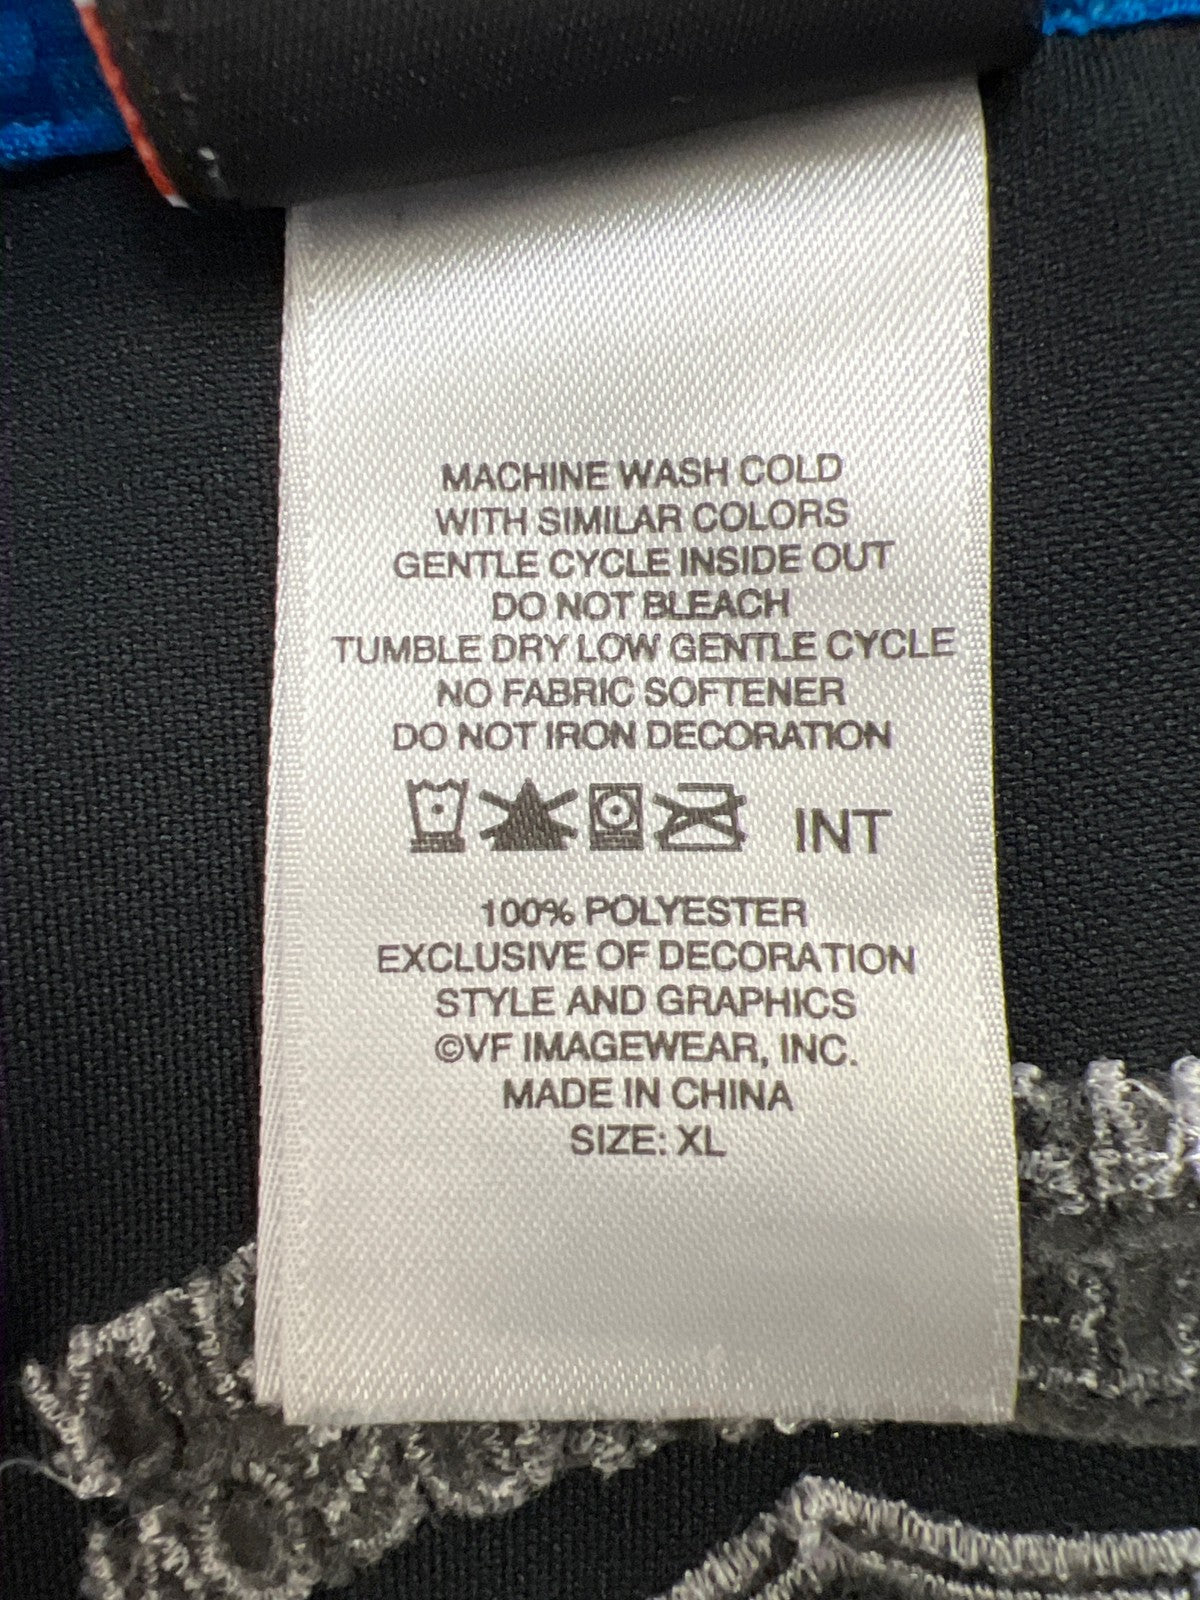 MACHINE WASH COLD
WITH SIMILAR COLORS
GENTLE CYCLE INSIDE OUT
DO NOT BLEACH
TUMBLE DRY LOW GENTLE CYCLE
NO FABRIC SOFTENER
DO NOT IRON DECORATION
INT
100% POLYESTER
EXCLUSIVE OF DECORATION
STYLE AND GRAPHICS
©VF IMAGEWEAR, INC.
MADE IN CHINA
SIZE: XL